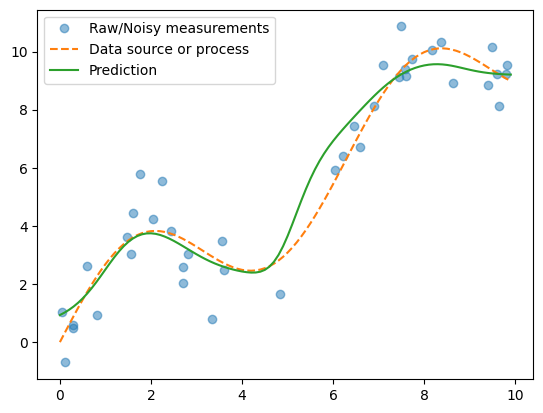 Raw/Noisy measurements
Data source or process
Prediction
10
8
6
4
2
0
0 2 4 6 8 10